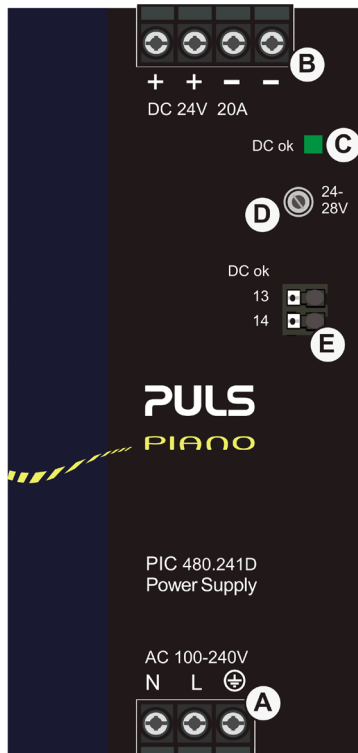 B
+ + − −
DC 24V 20A
DC ok
C
D
24-
28V
DC ok
13
14
E
PULS
PIANO
PIC 480.241D
Power Supply
AC 100-240V
N L
A